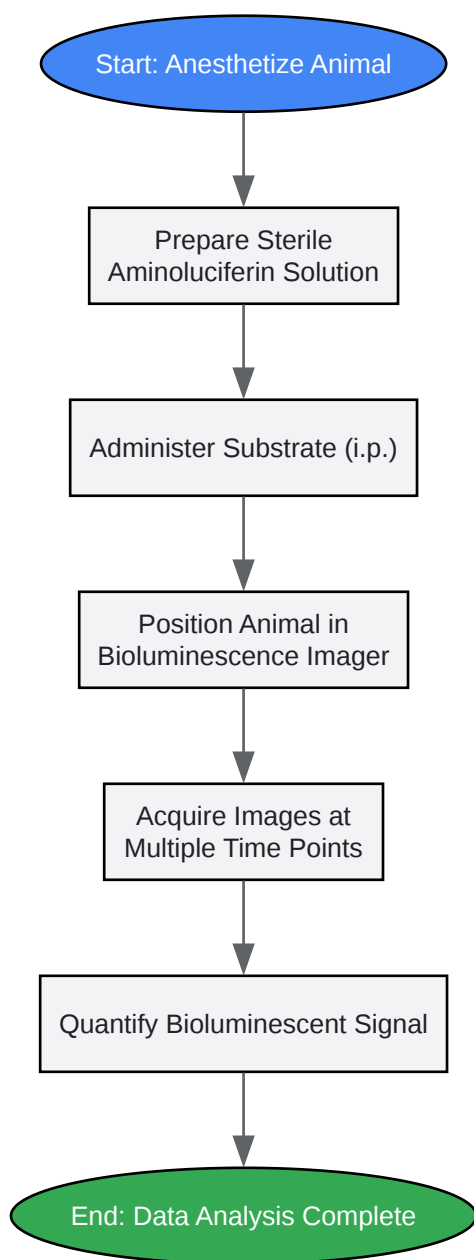 Start: Anesthetize Animal
Prepare Sterile
Aminoluciferin Solution
Administer Substrate (i.p.)
Position Animal in
Bioluminescence Imager
Acquire Images at
Multiple Time Points
Quantify Bioluminescent Signal
End: Data Analysis Complete